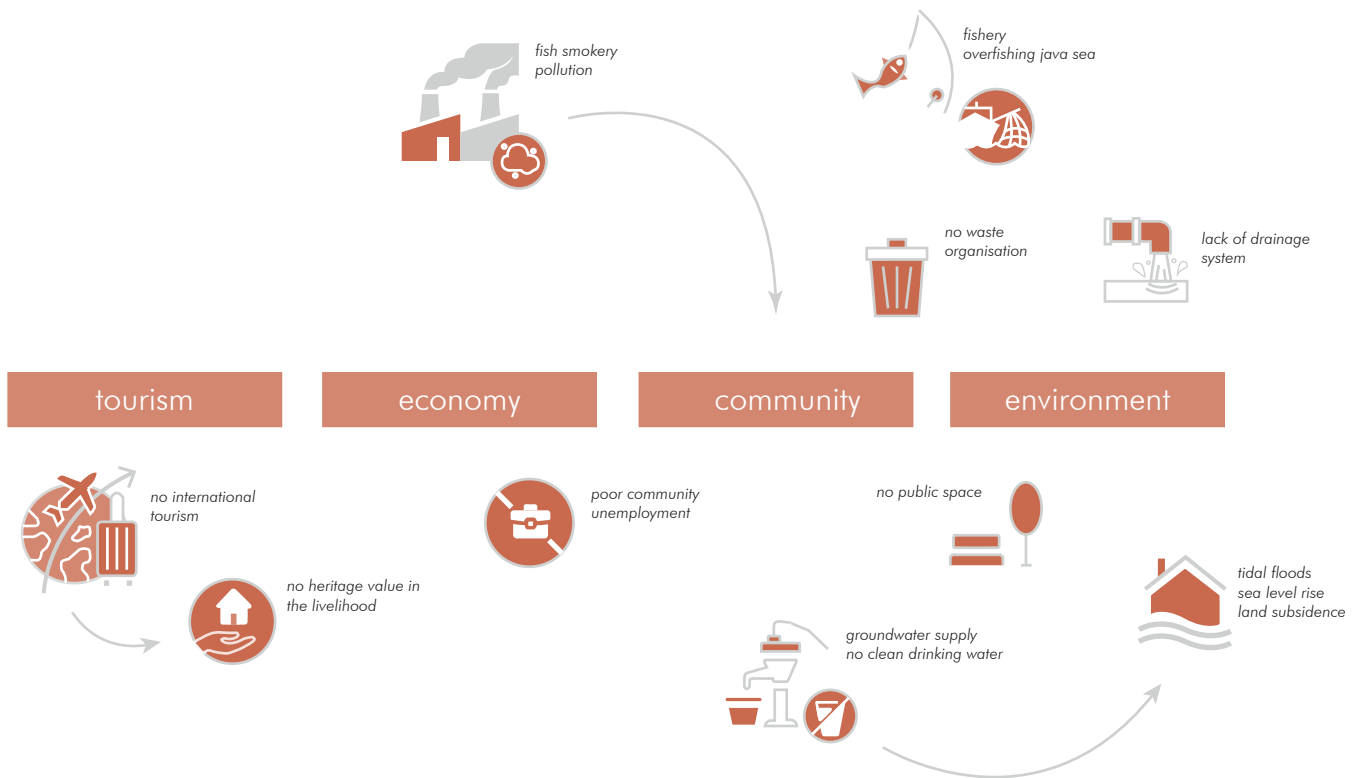 fish smokery
pollution
fishery
overfishing java sea
no waste
organisation
lack of drainage
system
tourism
economy
community
environment
no international
tourism
poor community
unemployment
no public space
no heritage value in
the livelihood
tidal floods
sea level rise
land subsidence
groundwater supply
no clean drinking water